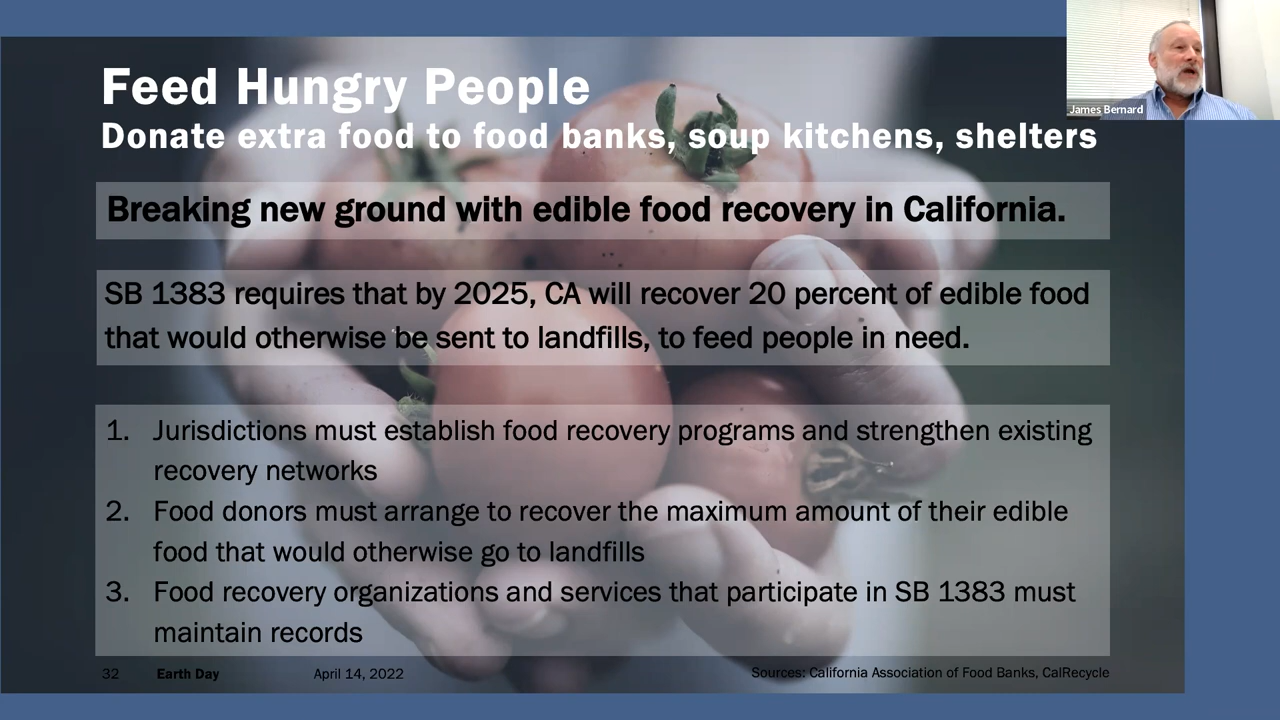 Feed Hungry People
Donate extra food to food banks, soup kitchens, shelters
James Bernard
Breaking new ground with edible food recovery in California.
SB 1383 requires that by 2025, CA will recover 20 percent of edible food
that would otherwise be sent to landfills, to feed people in need.
1. Jurisdictions must establish food recovery programs and strengthen existing
recovery networks
2. Food donors must arrange to recover the maximum amount of their edible
food that would otherwise go to landfills
3. Food recovery organizations and services that participate in SB 1383 must
maintain records
32 Earth Day April 14, 2022 Sources: California Association of Food Banks, CalRecycle